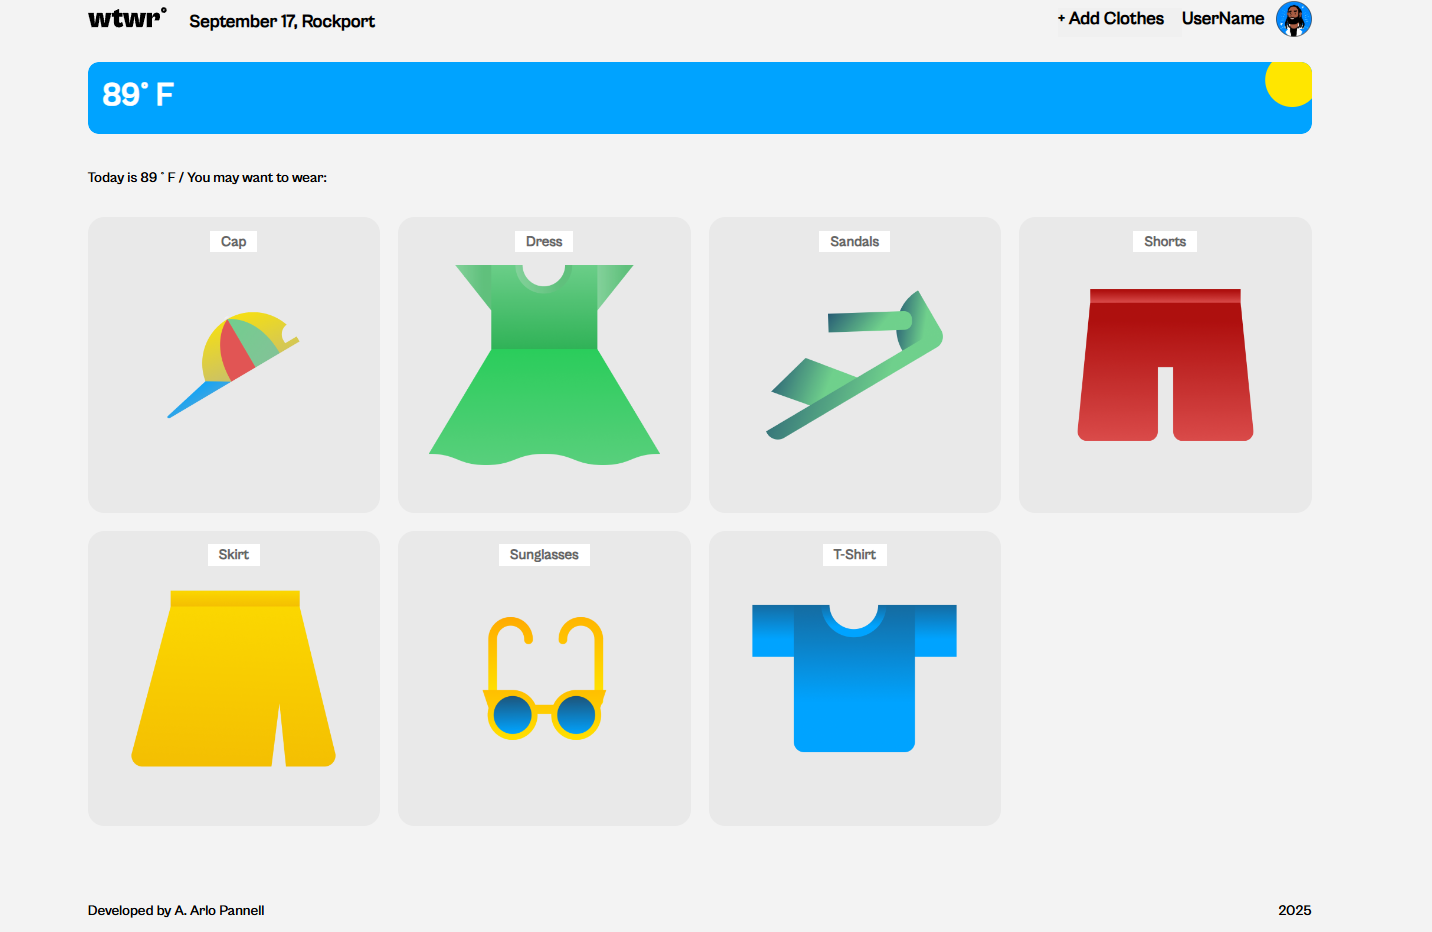 wtwr°
September 17, Rockport
+ Add Clothes
UserName
89° F
Today is 89 ° F / You may want to wear:
Cap
Dress
Sandals
Shorts
Skirt
Sunglasses
T-Shirt
Developed by A. Arlo Pannell
2025